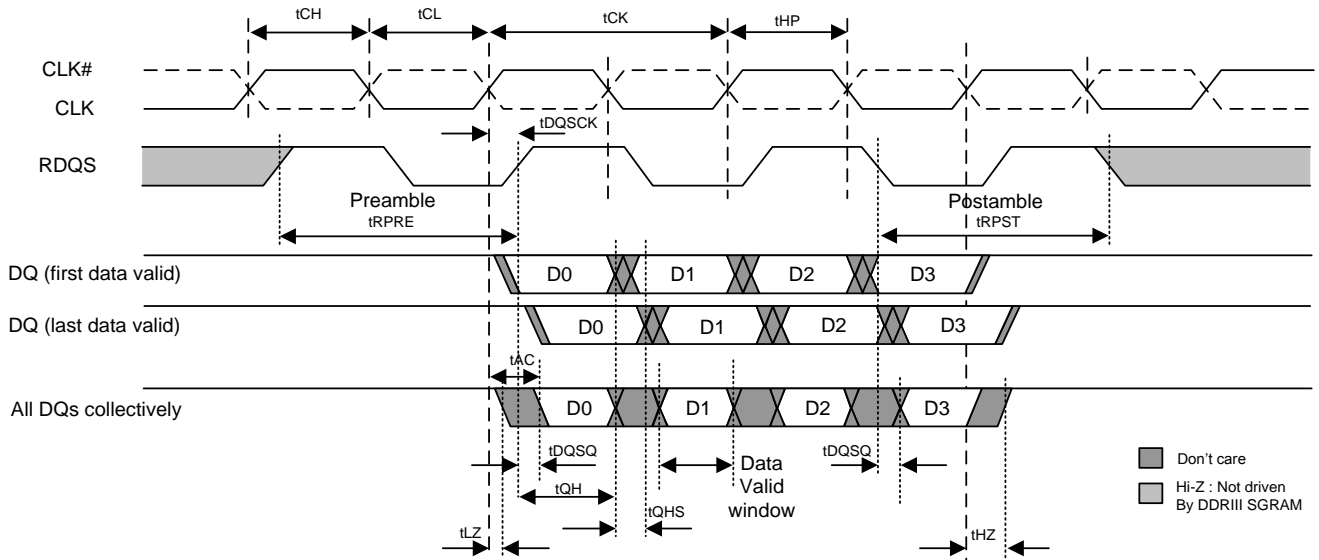 tCH
tCL
tCK
tHP
CLK#
CLK
tDQSCK
RDQS
Preamble
tRPRE
Postamble
tRPST
DQ (first data valid)
D0
D1
D2
D3
DQ (last data valid)
D0
D1
D2
D3
tAC
All DQs collectively
D0
D1
D2
D3
tDQSQ
tDQSQ
tQH
Data
Valid
window
tQHS
tLZ
tHZ
Don't care
Hi-Z : Not driven
By DDRIII SGRAM